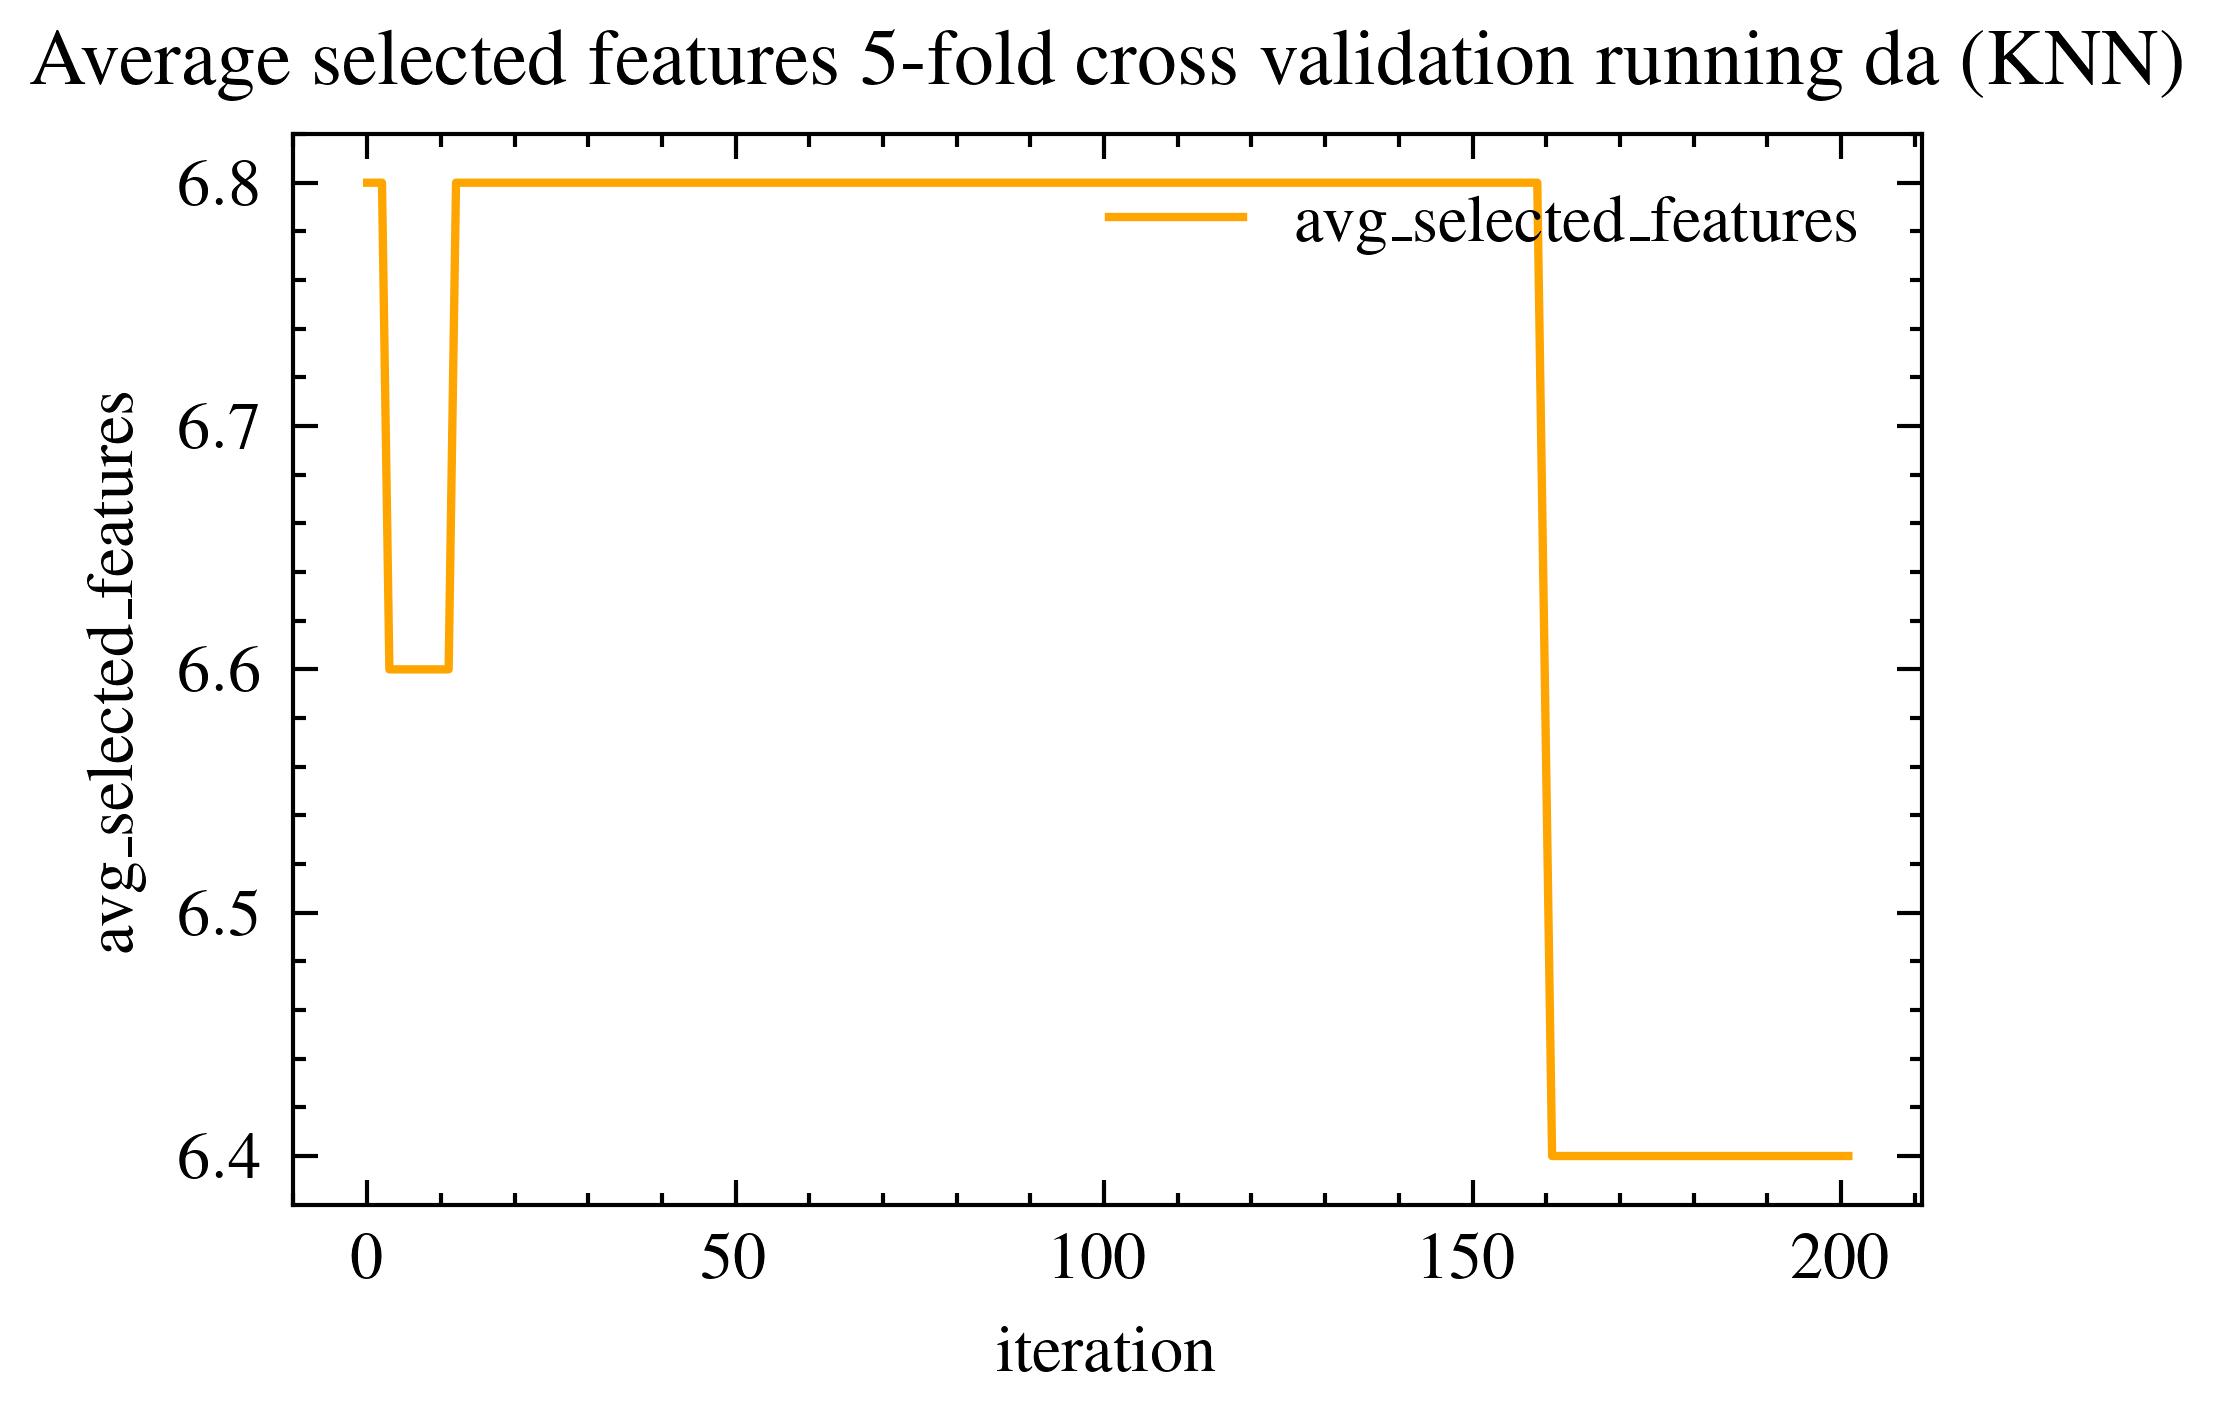 Average selected features 5-fold cross validation running da (KNN)
6.8
avg_selected_features
6.7
6.6
6.5
6.4
avg_selected_features
0 50 100 150 200
iteration